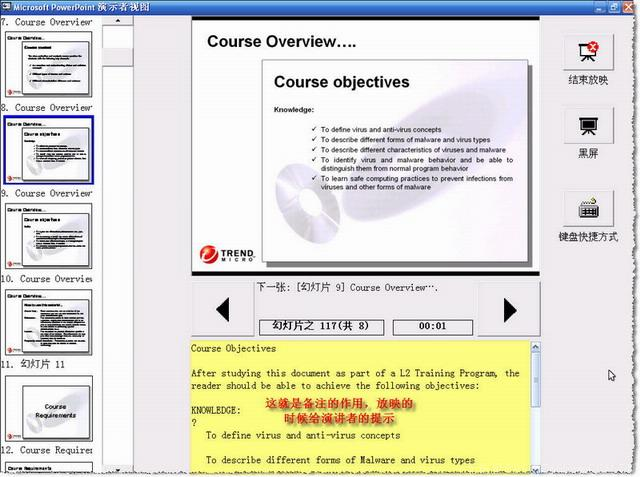 Microsoft PowerPoint 演示者视图
7. Course Overview
8. Course Overview
9. Course Overview
10. Course Overview
11. 幻灯片 11
Course
Requirements
12. Course Requirem
Course Overview....
Course objectives
Knowledge:
✓ To define virus and anti-virus concepts
✓ To describe different forms of malware and virus types
✓ To describe different characteristics of viruses and malware
✓ To identify virus and malware behavior and be able to
distinguish them from normal program behavior
✓ To learn safe computing practices to prevent infections from
viruses and other forms of malware
TREND
MICRO
结束放映
黑屏
键盘快捷方式
下一张: [幻灯片 9] Course Overview….
幻灯片之 117(共 8)
00:01
Course Objectives
After studying this document as part of a L2 Training Program, the
reader should be able to achieve the following objectives:
KNOWLEDGE:
?
To define virus and anti-virus concepts
To describe different forms of Malware and virus types
这就是备注的作用，放映的
时候给演讲者的提示